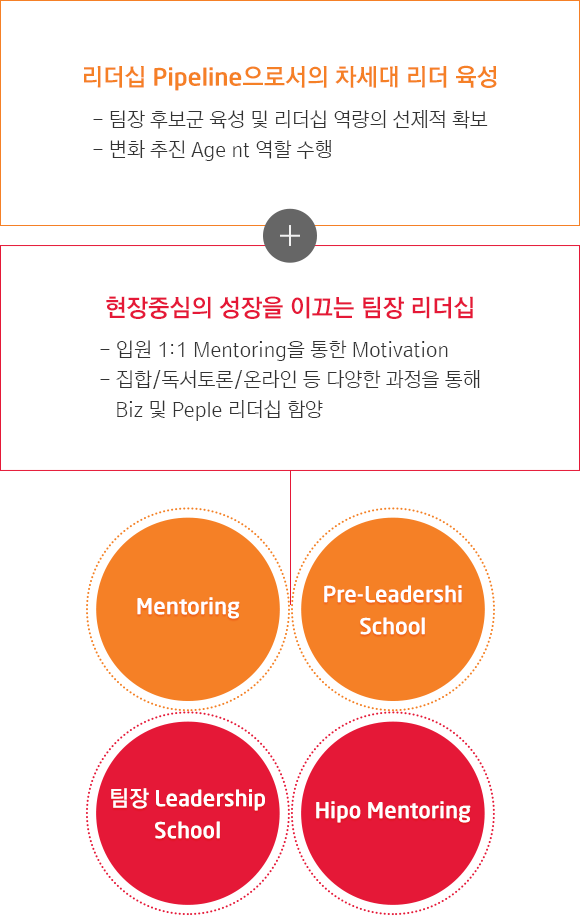 리더십 Pipeline으로서의 차세대 리더 육성
- 팀장 후보군 육성 및 리더십 역량의 선제적 확보
- 변화 추진 Age nt 역할 수행
+
현장중심의 성장을 이끄는 팀장 리더십
- 입원 1:1 Mentoring을 통한 Motivation
- 집합/독서토론/온라인 등 다양한 과정을 통해
Biz 및 Peple 리더십 함양
Mentoring
Pre-Leadershi
School
팀장 Leadership
School
Hipo Mentoring